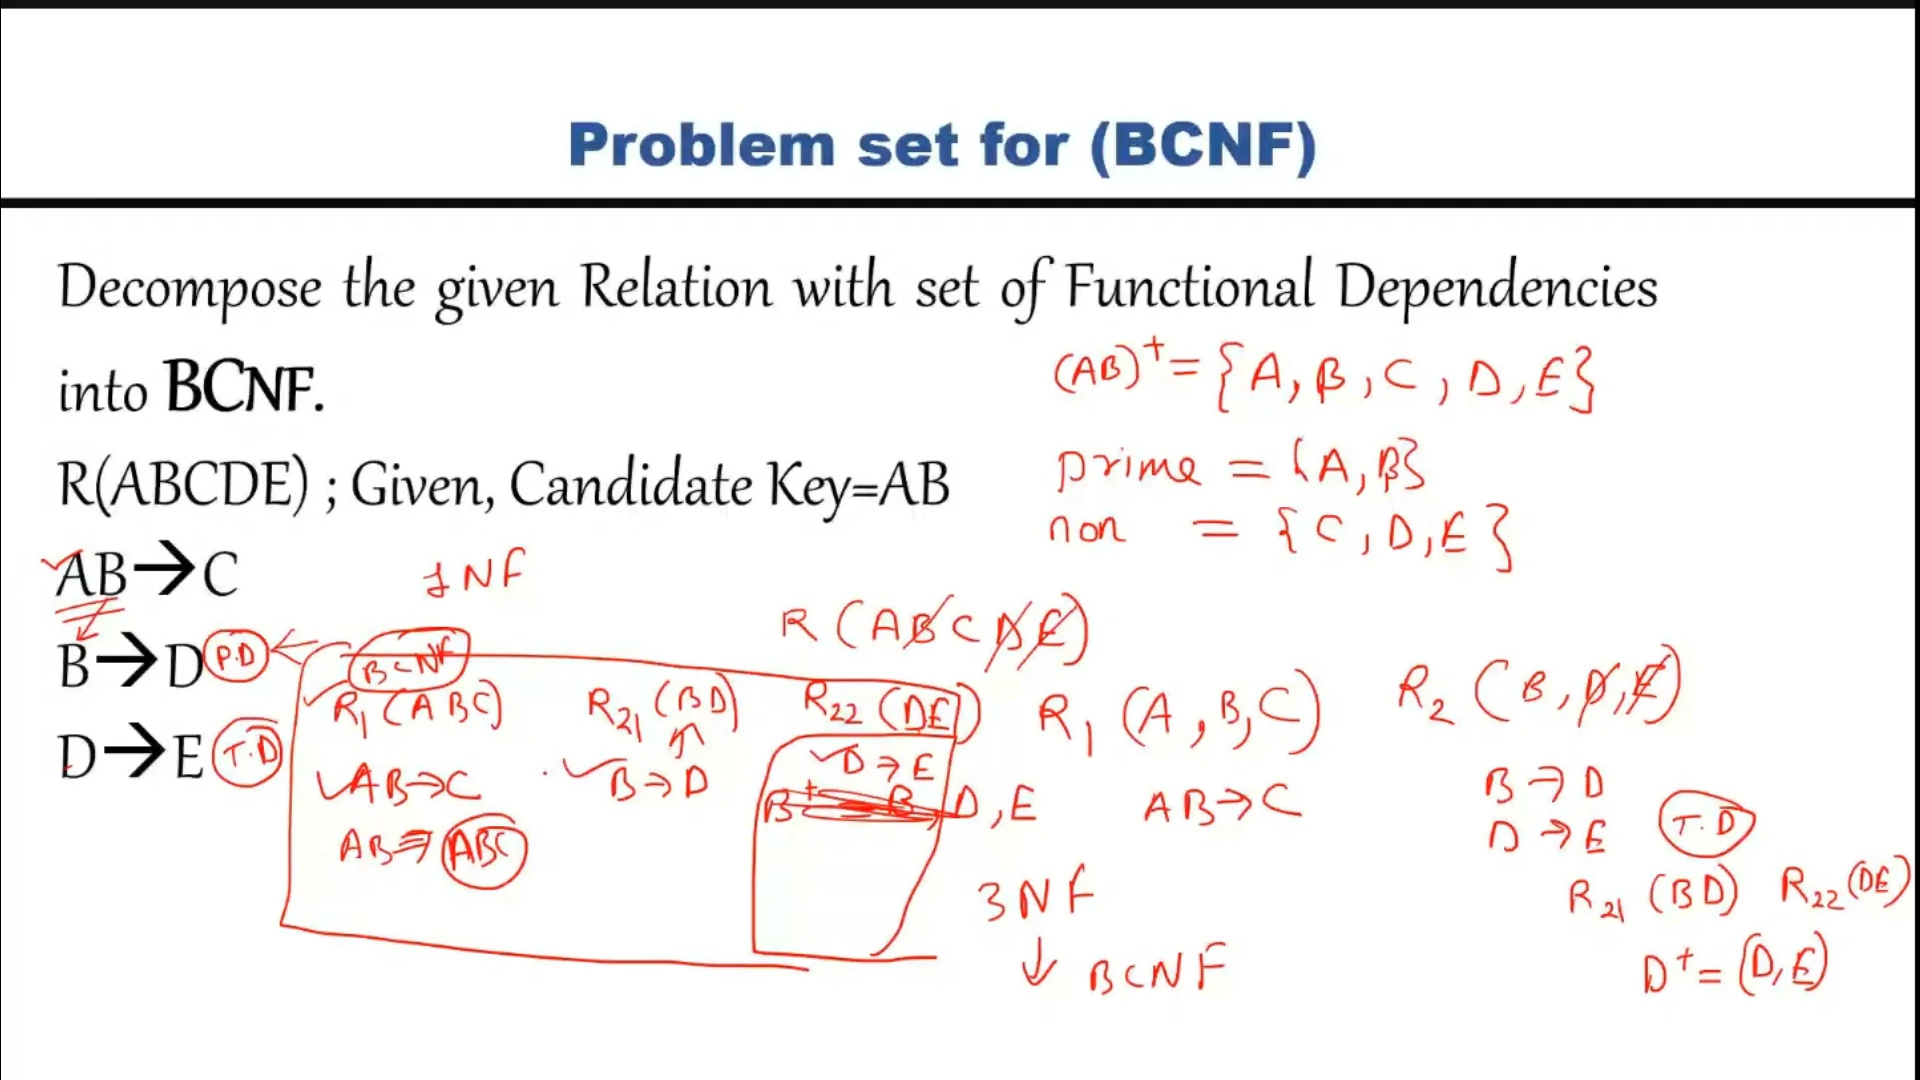 Problem set for (BCNF)
Decompose the given Relation with set of Functional Dependencies
into BCNF.
(AB)⁺ = {A, B, C, D, E}
R(ABCDE) ; Given, Candidate Key=AB
prime = {A, B}
non = {C, D, E}
AB→C
1NF
R (ABCDE)
B→D P.D
BCNF
R₁ (ABC) R₂₁ (BD) R₂₂ (DE) R₁ (A, B, C) R₂ (B, D, E)
D→E T.D
AB→C B→D D→E AB→C B→D
B⁺ = B, D, E
D→E T.D
AB⇒ ABC
3NF R₂₁ (BD) R₂₂ (DE)
↓ BCNF D⁺ = (D, E)